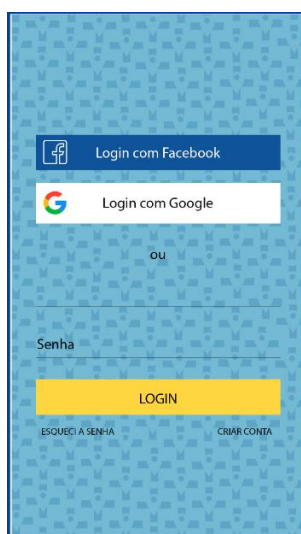 Login com Facebook
Login com Google
ou
Senha
LOGIN
ESQUECI A SENHA
CRIAR CONTA